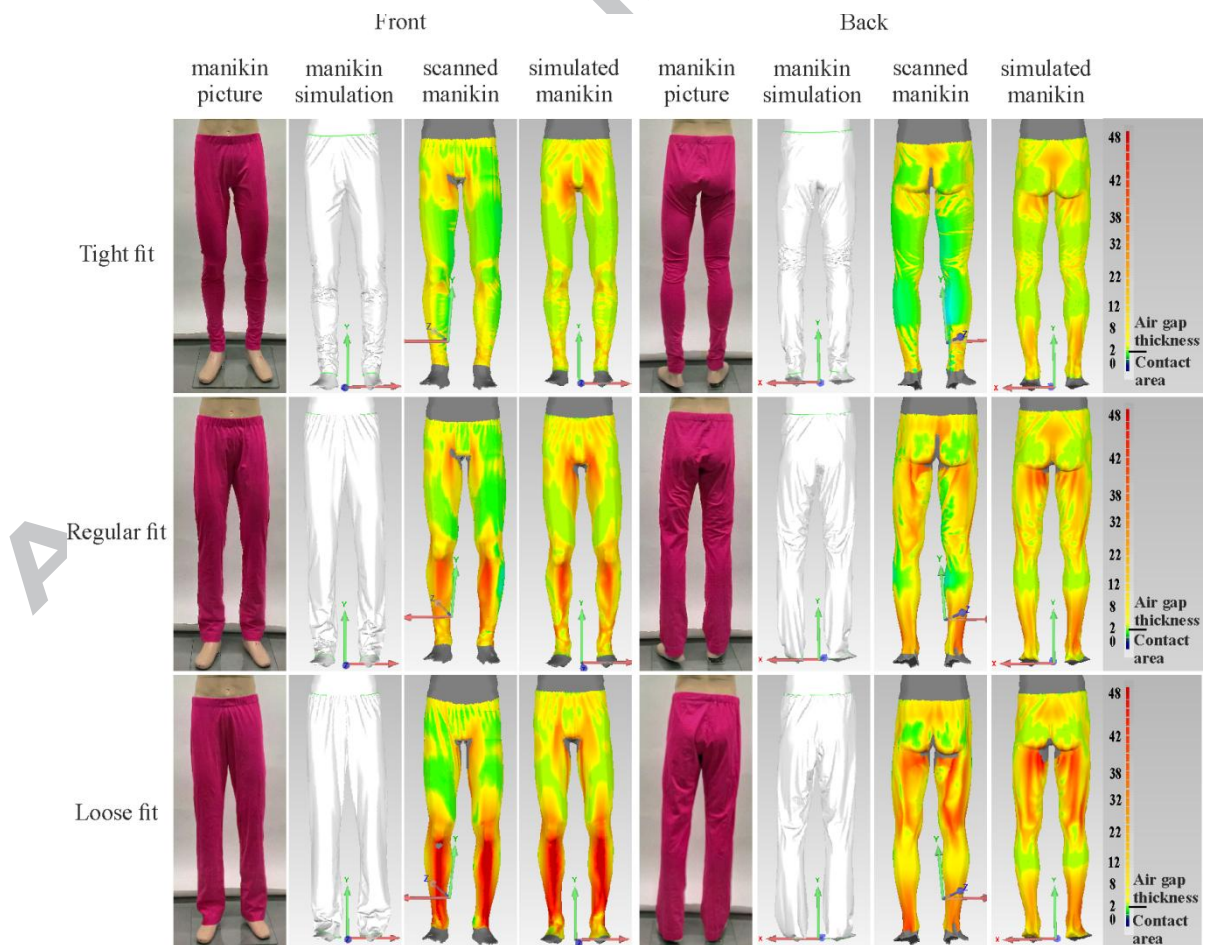 Front
Back
manikin picture
manikin simulation
scanned manikin
simulated manikin
manikin picture
manikin simulation
scanned manikin
simulated manikin
Tight fit
48
42
38
32
22
12
8
2
0
Air gap
thickness
Contact
area
Regular fit
48
42
38
32
22
12
8
2
0
Air gap
thickness
Contact
area
Loose fit
48
42
38
32
22
12
8
2
0
Air gap
thickness
Contact
area
A